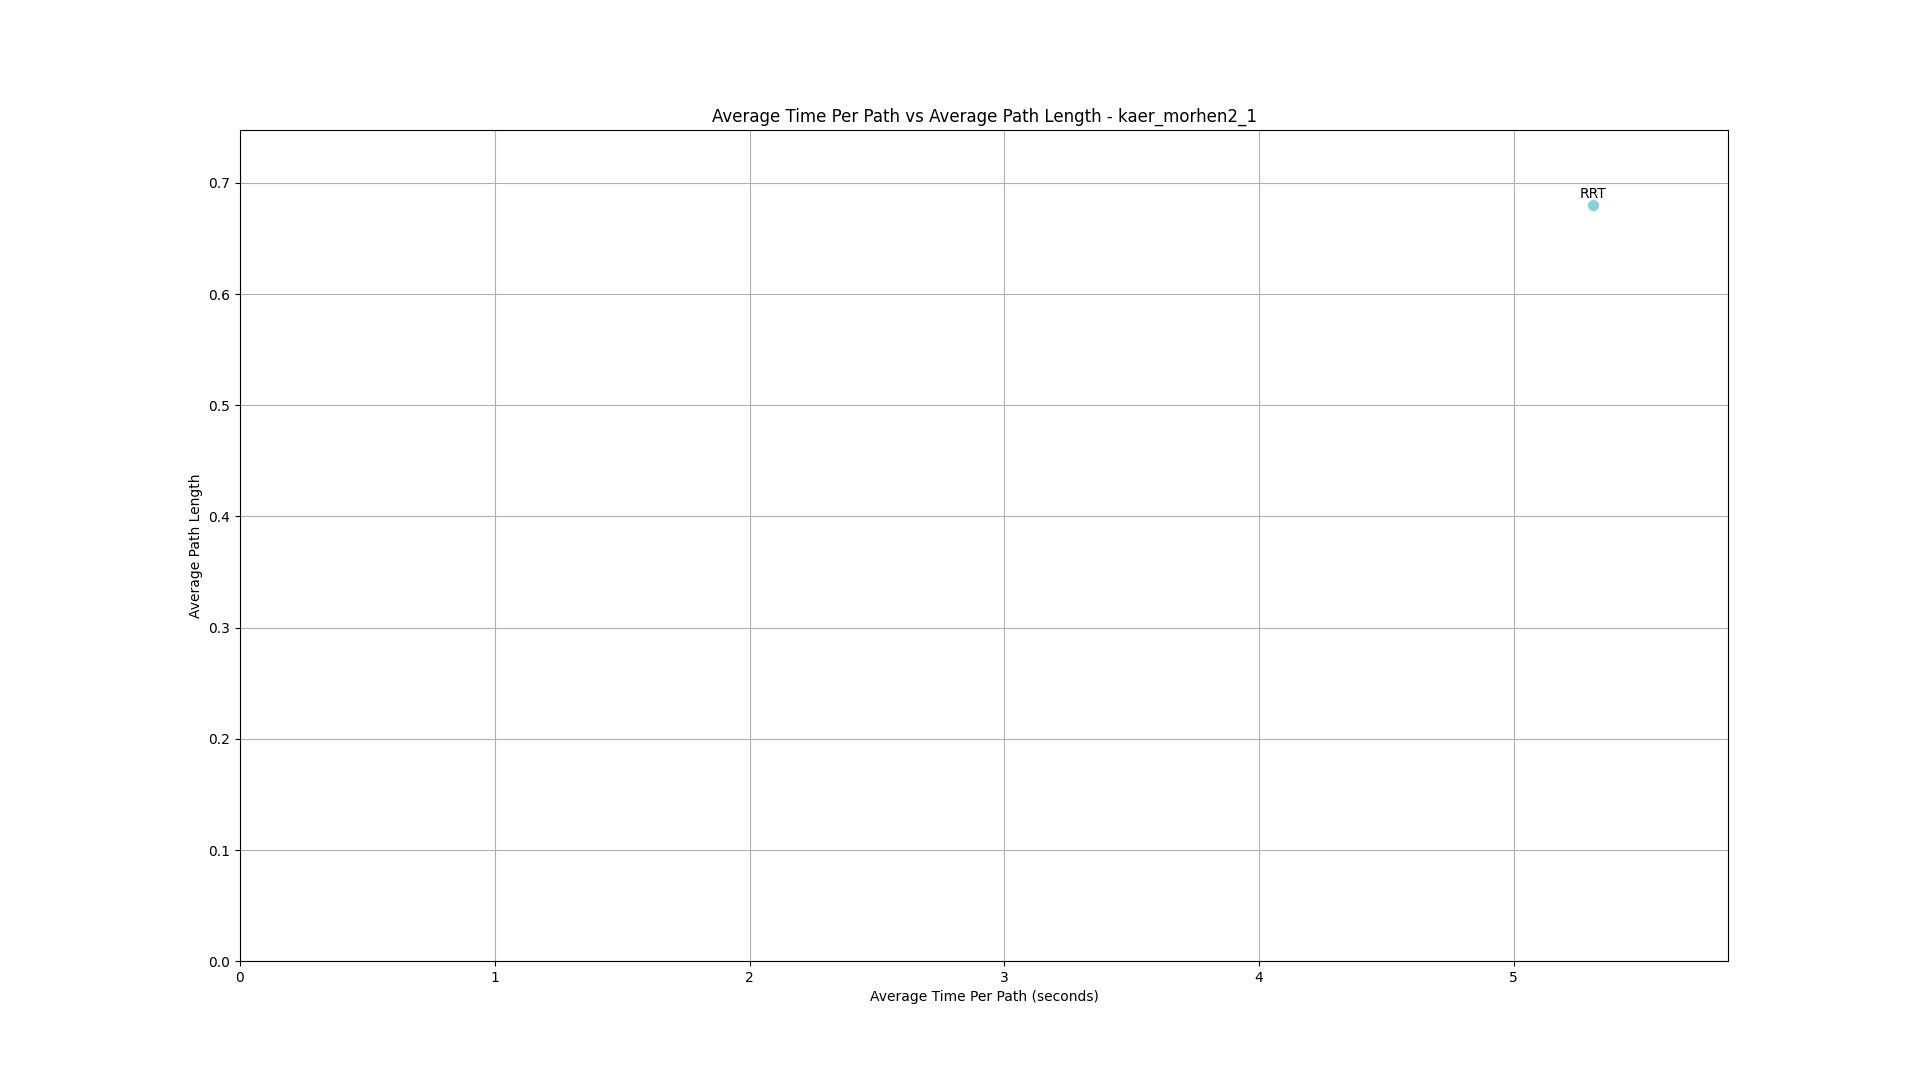 Average Time Per Path vs Average Path Length - kaer_morhen2_1
RRT
0.7
0.6
0.5
0.4
0.3
0.2
0.1
0.0
Average Path Length
0 1 2 3 4 5
Average Time Per Path (seconds)